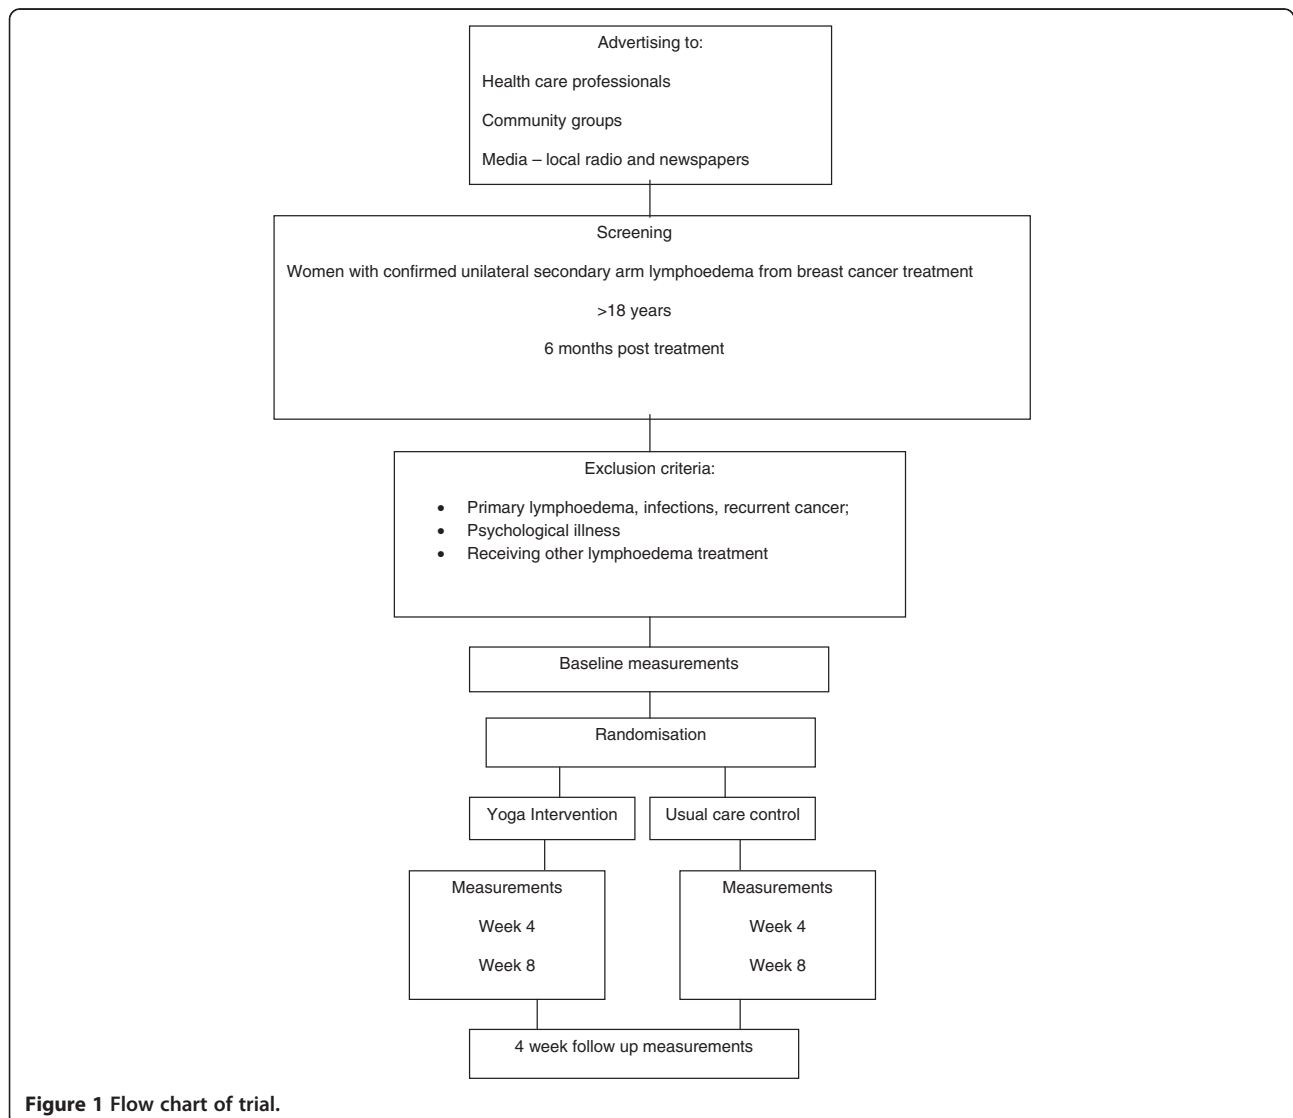 Advertising to:
Health care professionals
Community groups
Media – local radio and newspapers
Screening
Women with confirmed unilateral secondary arm lymphoedema from breast cancer treatment
>18 years
6 months post treatment
Exclusion criteria:
• Primary lymphoedema, infections, recurrent cancer;
• Psychological illness
• Receiving other lymphoedema treatment
Baseline measurements
Randomisation
Yoga Intervention
Usual care control
Measurements
Week 4
Week 8
Measurements
Week 4
Week 8
4 week follow up measurements
Figure 1 Flow chart of trial.